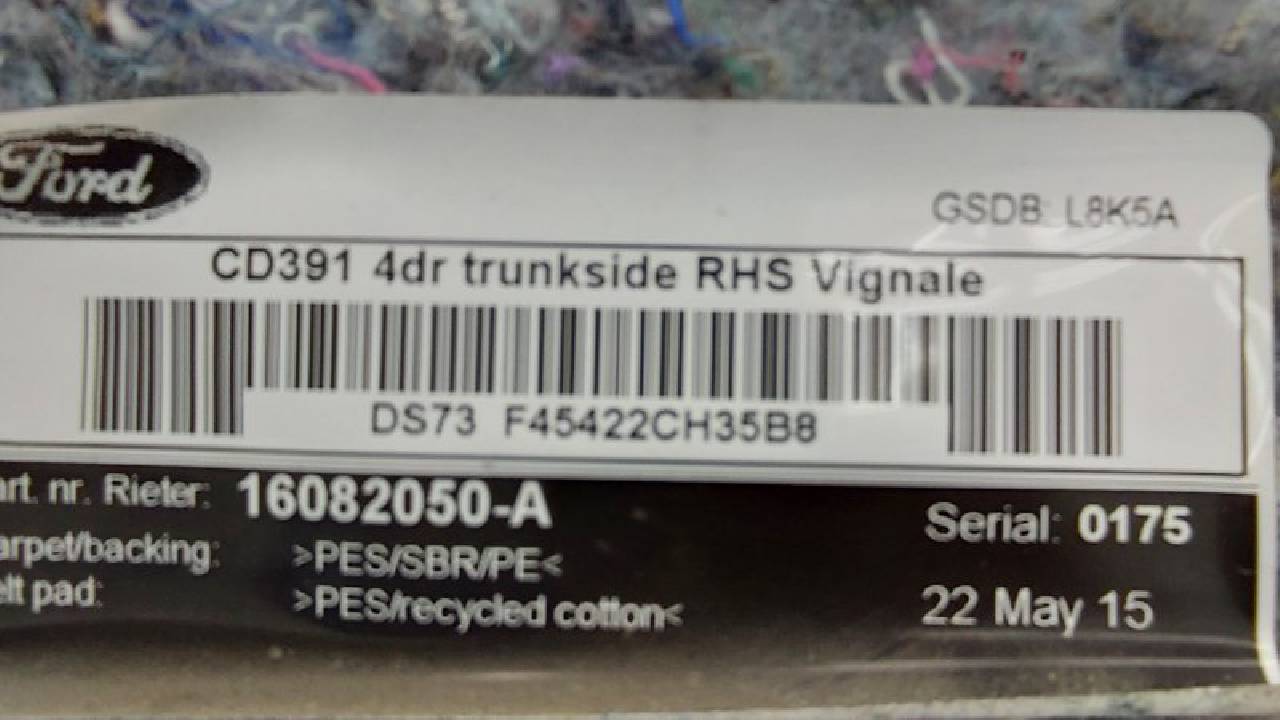 Ford
GSDB: L8K5A
CD391 4dr trunkside RHS Vignale
DS73 F45422CH35B8
art. nr. Rieter: 16082050-A
Serial: 0175
arpet/backing: >PES/SBR/PE<
elt pad: >PES/recycled cotton<
22 May 15